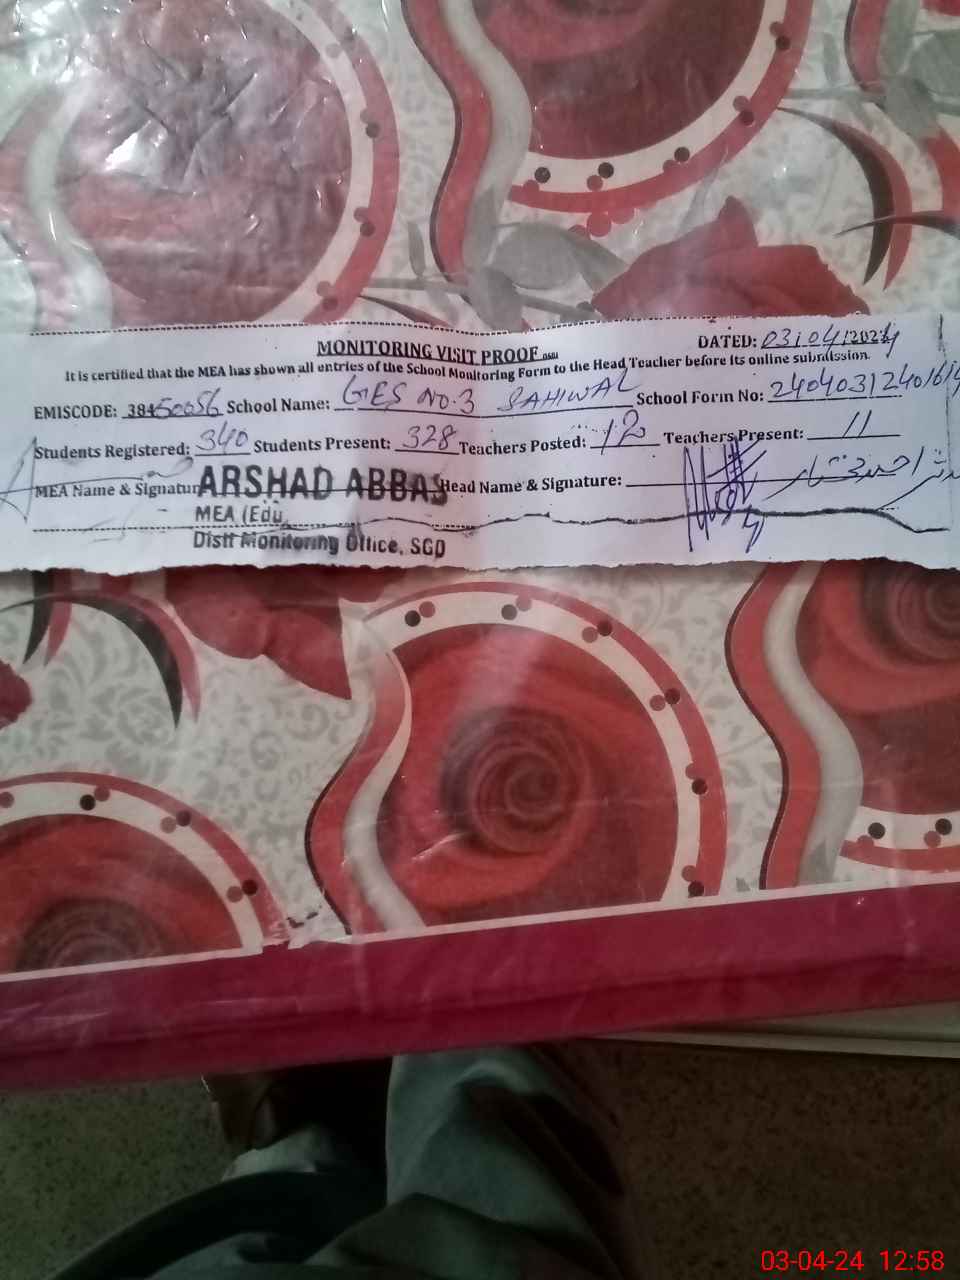 DATED: 03/04/2024
MONITORING VISIT PROOF
It is certified that the MEA has shown all entries of the School Monitoring Form to the Head Teacher before its online submission.
EMISCODE: 38450056 School Name: GES No.3 SAHIWAL School Form No:
Students Registered: 340 Students Present: 328 Teachers Posted: 12 Teachers Present: 11
MEA Name & Signature ARSHAD ABBAS Head Name & Signature:
MEA (Edu
Distt Monitoring Office, SGD
03-04-24 12:58